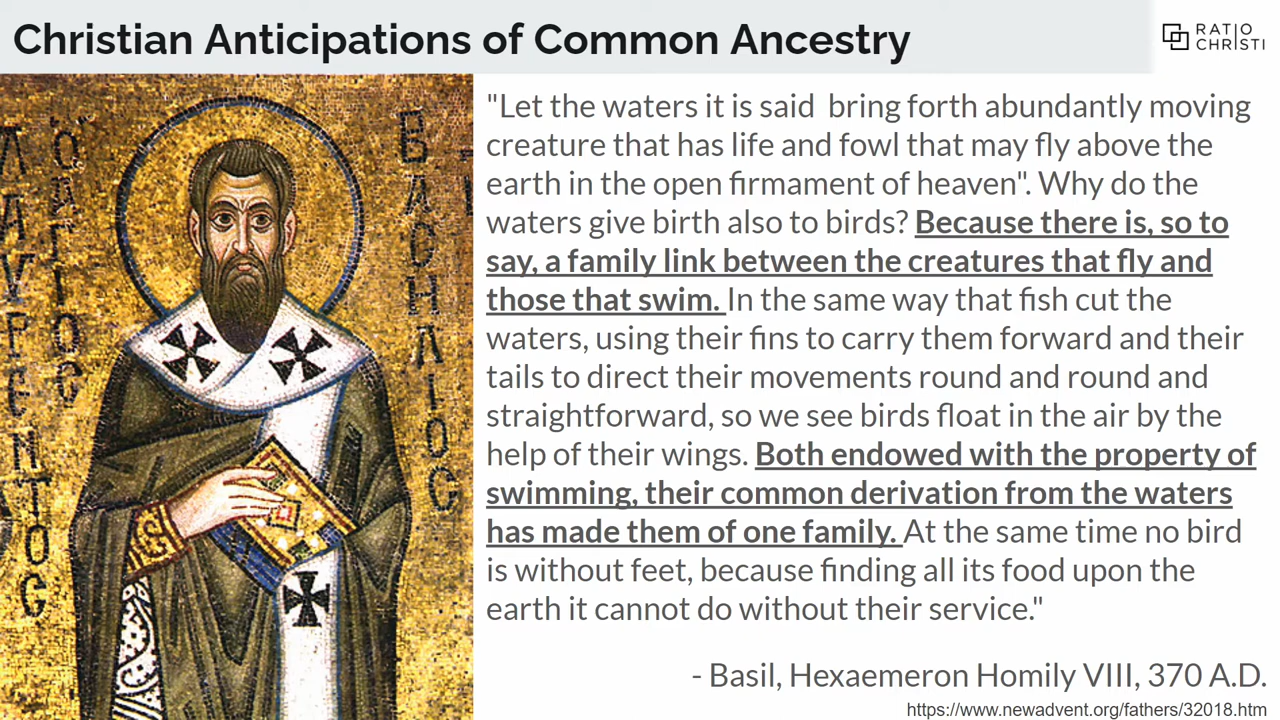 Christian Anticipations of Common Ancestry
RATIO
CHRISTI
"Let the waters it is said  bring forth abundantly moving
creature that has life and fowl that may fly above the
earth in the open firmament of heaven". Why do the
waters give birth also to birds? Because there is, so to
say, a family link between the creatures that fly and
those that swim. In the same way that fish cut the
waters, using their fins to carry them forward and their
tails to direct their movements round and round and
straightforward, so we see birds float in the air by the
help of their wings. Both endowed with the property of
swimming, their common derivation from the waters
has made them of one family. At the same time no bird
is without feet, because finding all its food upon the
earth it cannot do without their service."
- Basil, Hexaemeron Homily VIII, 370 A.D.
https://www.newadvent.org/fathers/32018.htm
Ο
Α
Γ
Ι
Ο
С
Β
Α
С
Η
Λ
Ι
Ο
С